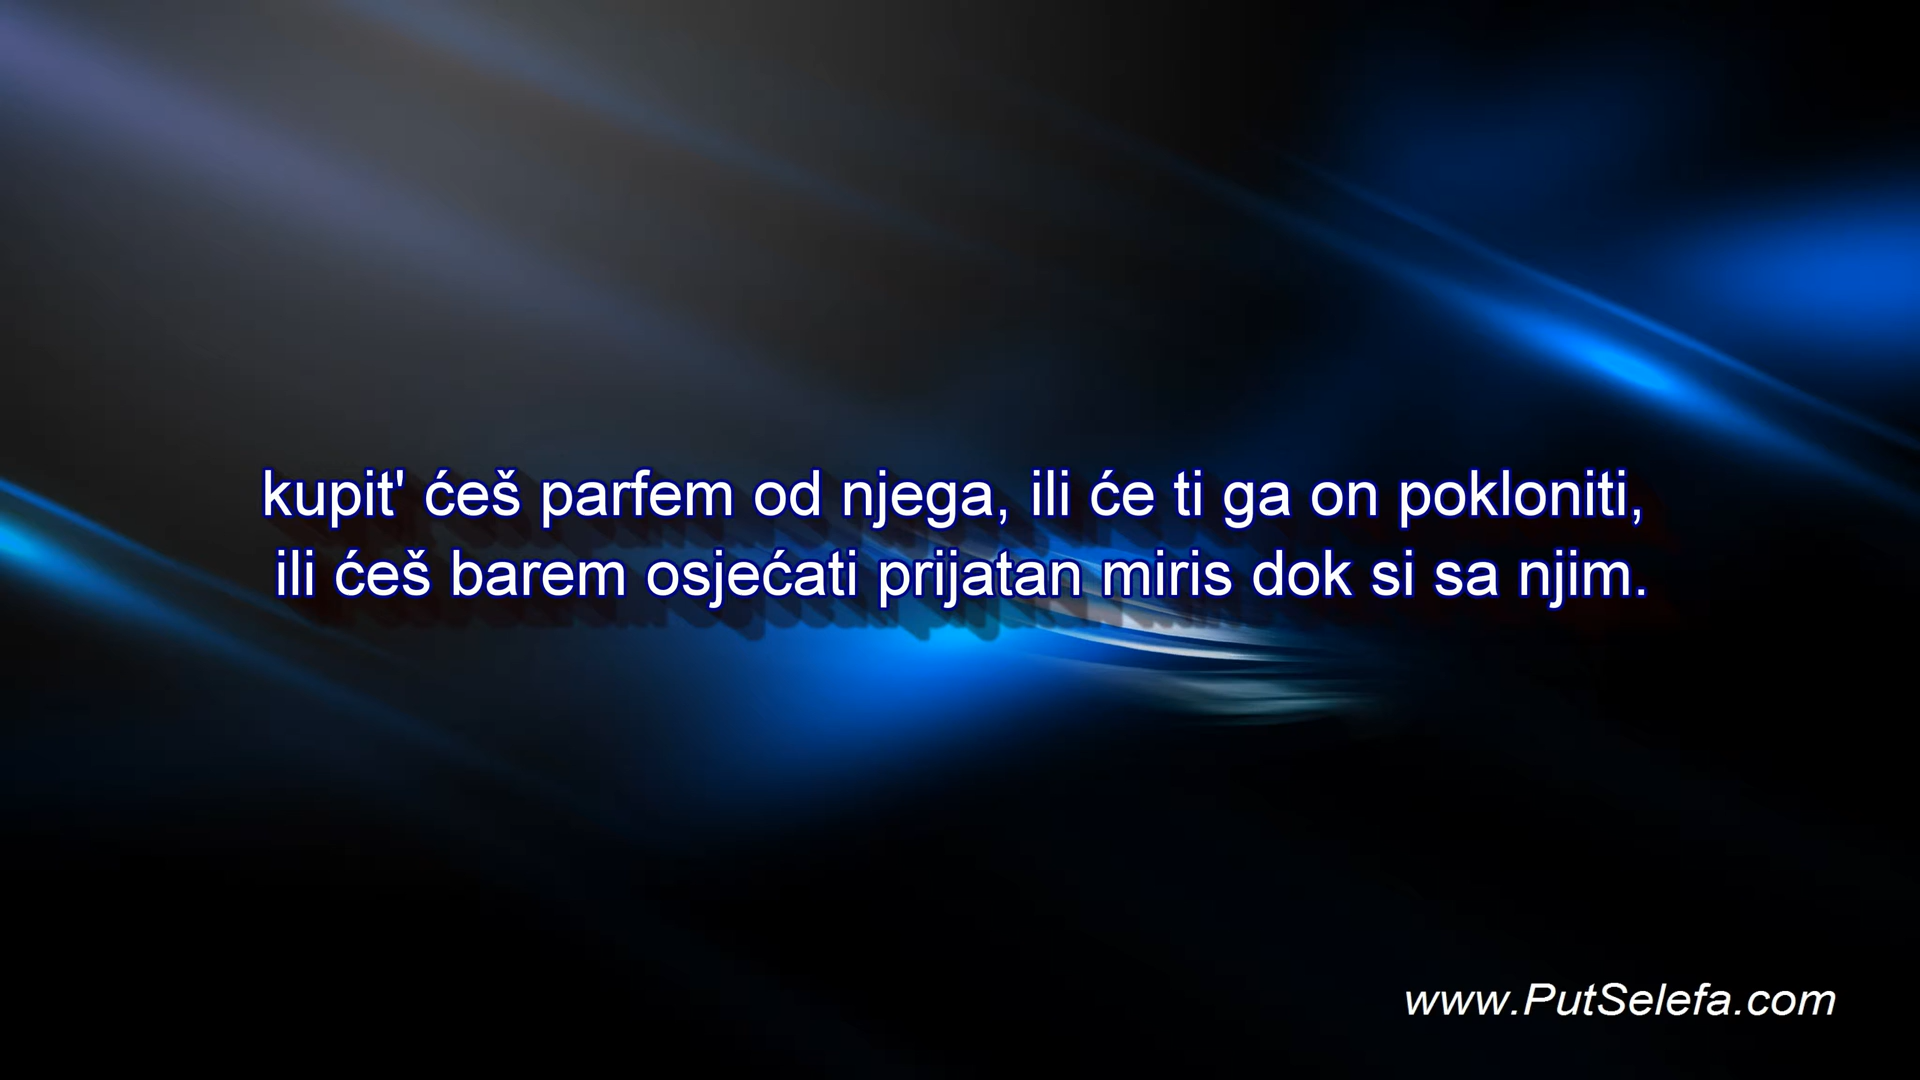 kupit' ćeš parfem od njega, ili će ti ga on pokloniti,
ili ćeš barem osjećati prijatan miris dok si sa njim.
www.PutSelefa.com